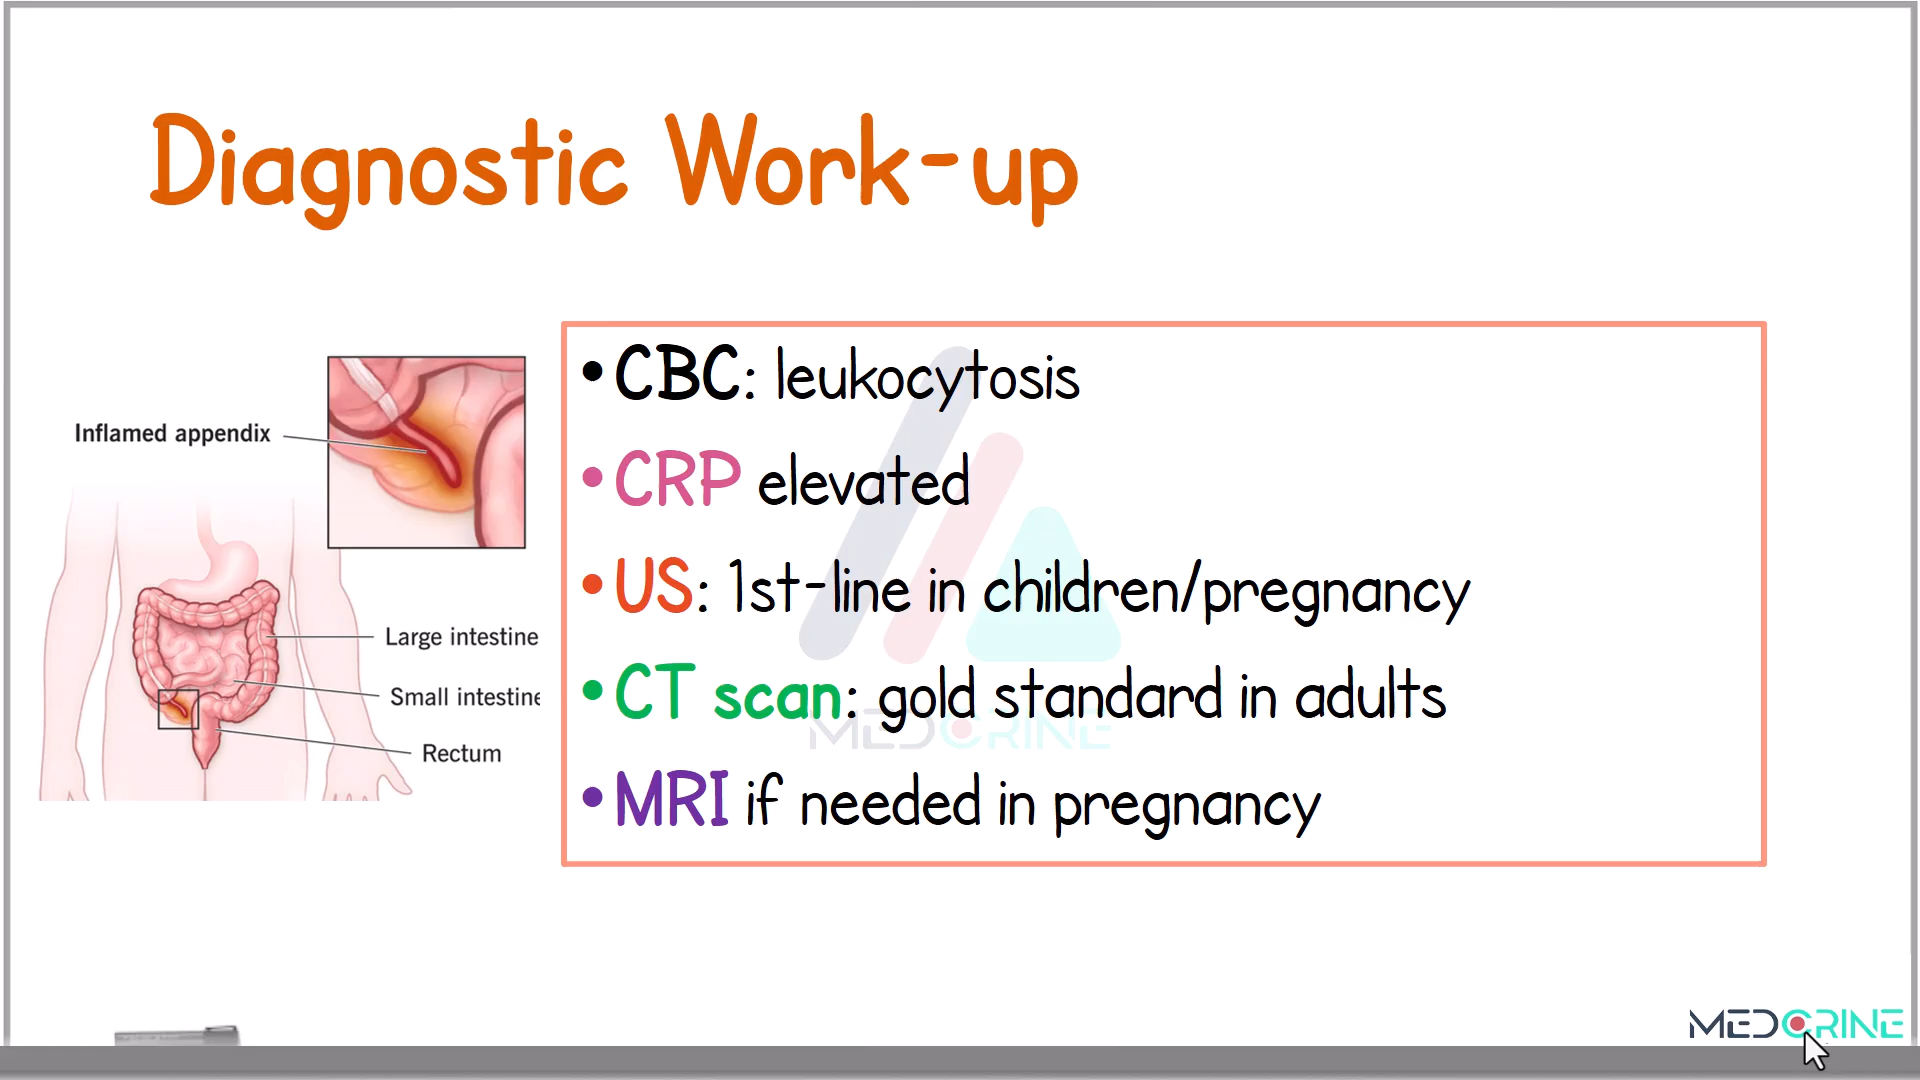 Diagnostic Work-up
Inflamed appendix
Large intestine
Small intestine
Rectum
•CBC: leukocytosis
•CRP elevated
•US: 1st-line in children/pregnancy
•CT scan: gold standard in adults
•MRI if needed in pregnancy
MEDCRINE
MEDCRINE